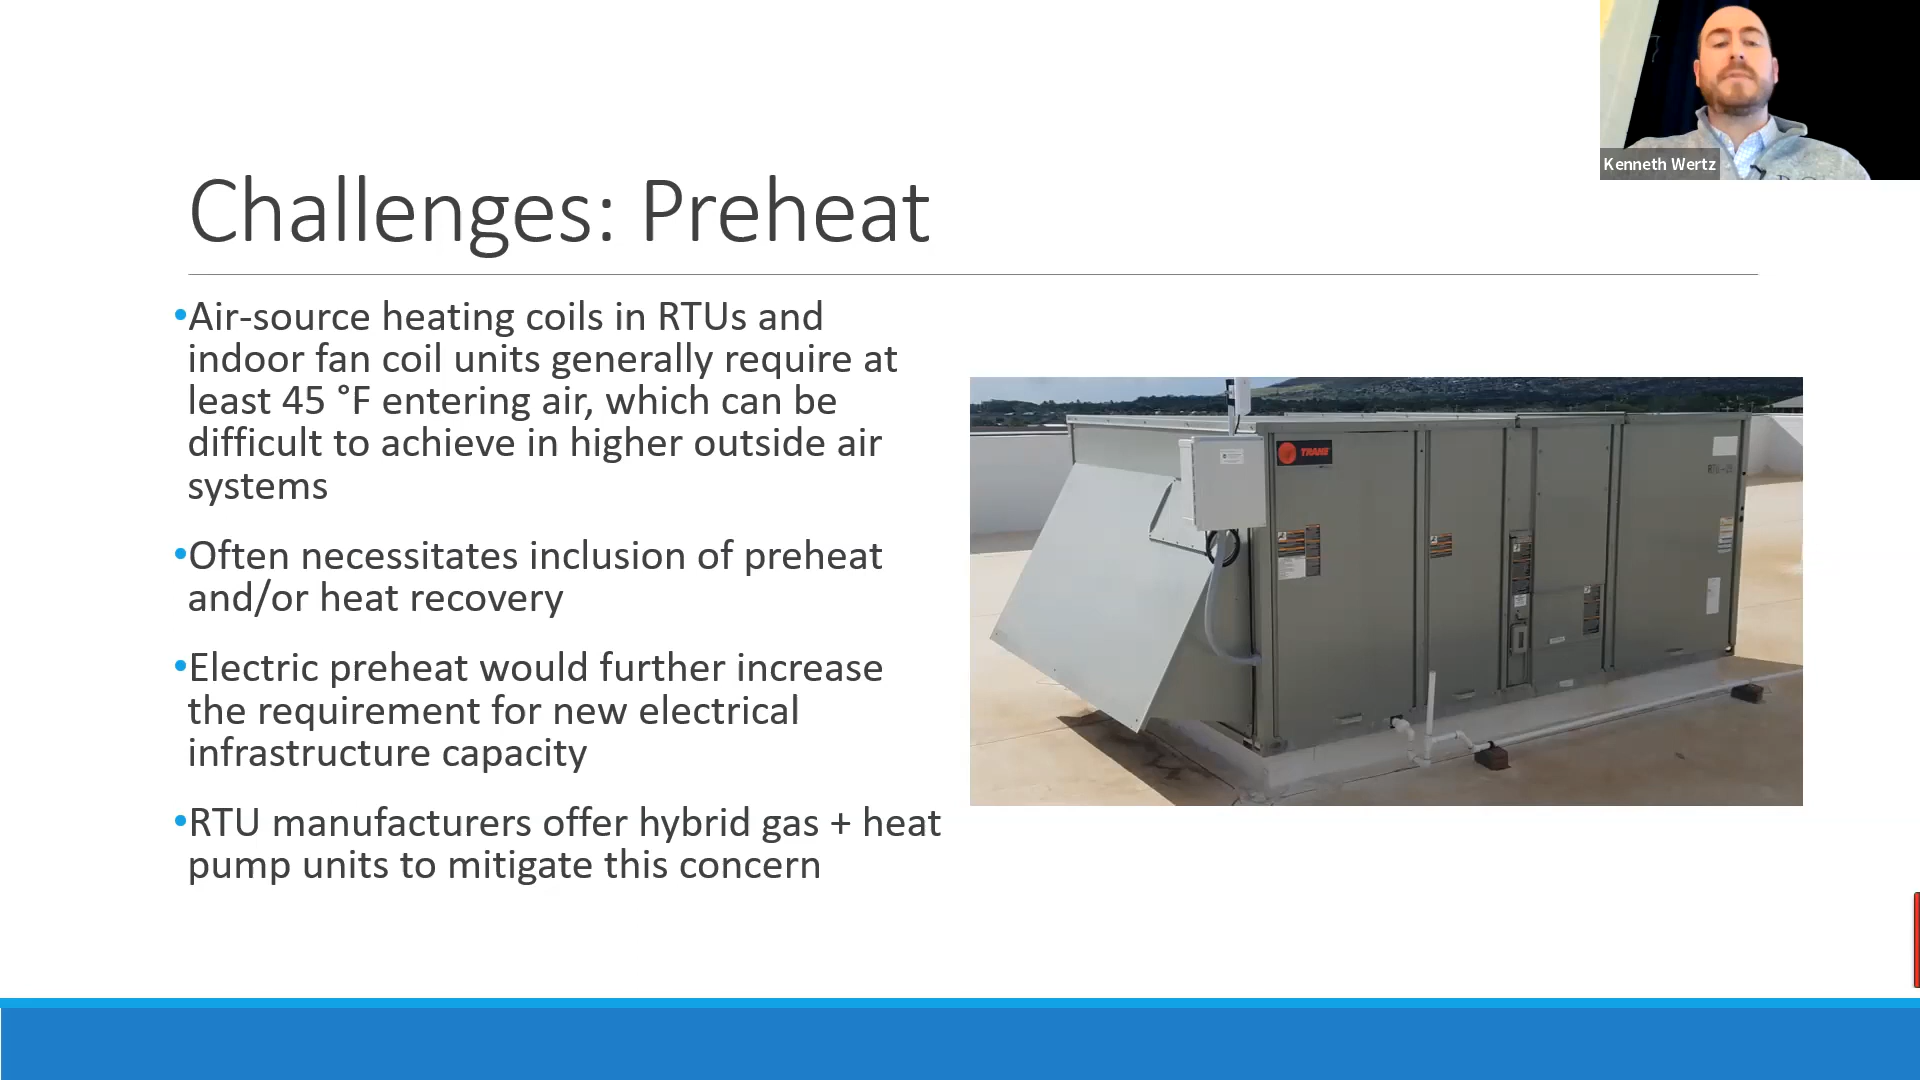 Kenneth Wertz
Challenges: Preheat
•Air-source heating coils in RTUs and
indoor fan coil units generally require at
least 45 °F entering air, which can be
difficult to achieve in higher outside air
systems
•Often necessitates inclusion of preheat
and/or heat recovery
•Electric preheat would further increase
the requirement for new electrical
infrastructure capacity
•RTU manufacturers offer hybrid gas + heat
pump units to mitigate this concern
TRANE